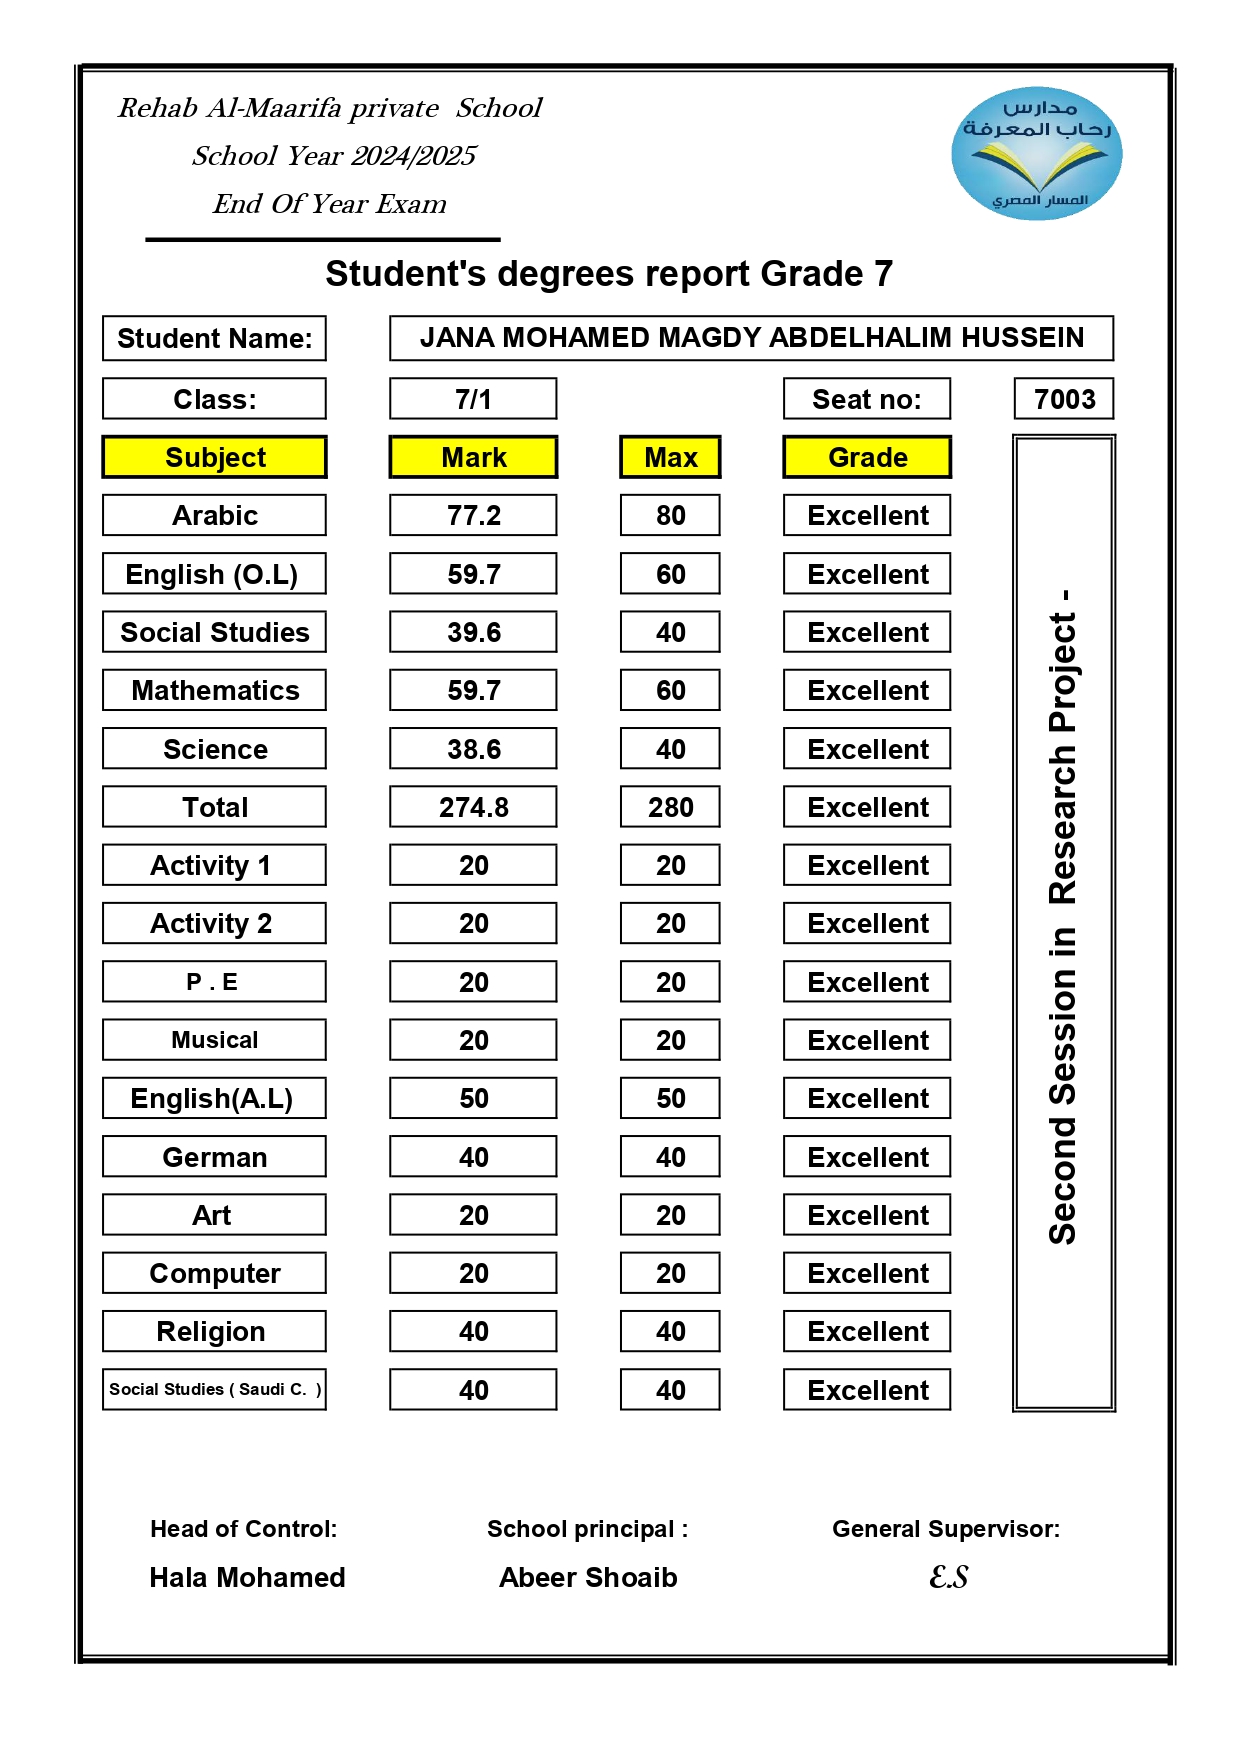 Rehab Al-Maarifa private School
School Year 2024/2025
End Of Year Exam
مدارس
رحاب المعرفة
المسار المصري
Student's degrees report Grade 7
Student Name: JANA MOHAMED MAGDY ABDELHALIM HUSSEIN
Class: 7/1 Seat no: 7003
Subject Mark Max Grade
Arabic 77.2 80 Excellent
English (O.L) 59.7 60 Excellent
Social Studies 39.6 40 Excellent
Mathematics 59.7 60 Excellent
Science 38.6 40 Excellent
Total 274.8 280 Excellent
Activity 1 20 20 Excellent
Activity 2 20 20 Excellent
P . E 20 20 Excellent
Musical 20 20 Excellent
English(A.L) 50 50 Excellent
German 40 40 Excellent
Art 20 20 Excellent
Computer 20 20 Excellent
Religion 40 40 Excellent
Social Studies ( Saudi C. ) 40 40 Excellent
Second Session in Research Project -
Head of Control: School principal : General Supervisor:
Hala Mohamed Abeer Shoaib E.S